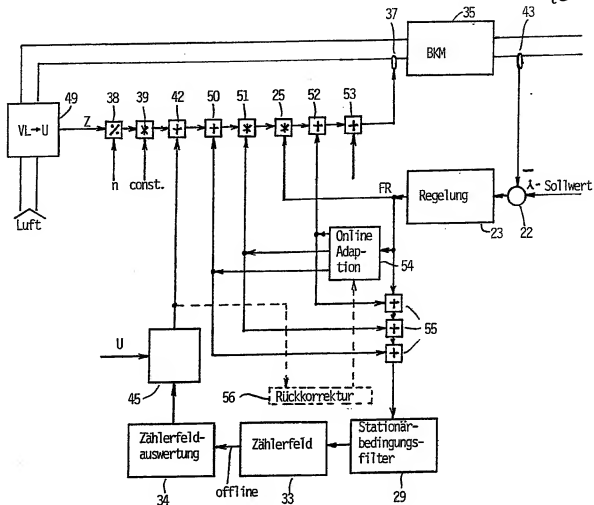 37
35
43
BKM
49
38
39
42
50
51
25
52
53
VL→U
Z
%
*
+
+
*
*
+
+
n
const.
Luft
FR
Regelung
λ- Sollwert
23
22
Online
Adap-
tion
54
+
+
+
55
U
45
56
Rückkorrektur
Zählerfeld-
auswertung
Zählerfeld
Stationär-
bedingungs-
filter
offline
34
33
29